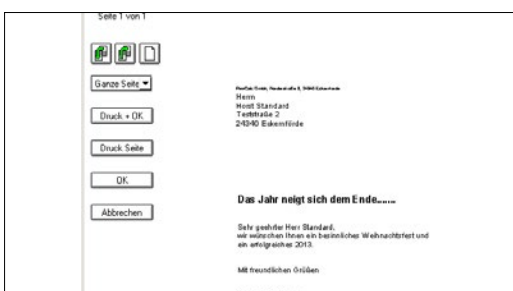 Seite 1 von 1
Ganze Seite
Druck + OK
Druck Seite
OK
Abbrechen
Herrn
Horst Standard
Teststraße 2
24340 Eckernförde
Das Jahr neigt sich dem Ende.......
Sehr geehrter Herr Standard,
wir wünschen Ihnen ein besinnliches Weihnachtsfest und
ein erfolgreiches 2013.
Mit freundlichen Grüßen